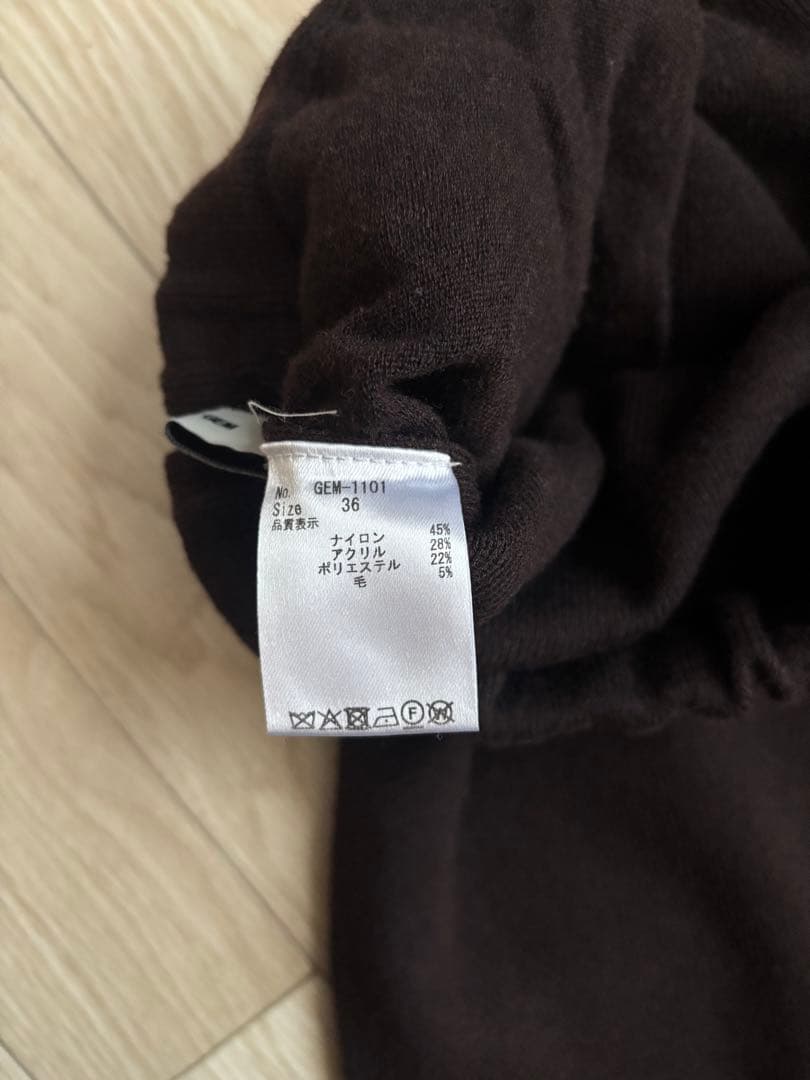 GEM
No. GEM-1101
Size 36
品質表示
ナイロン 45%
アクリル 28%
ポリエステル 22%
毛 5%
F W